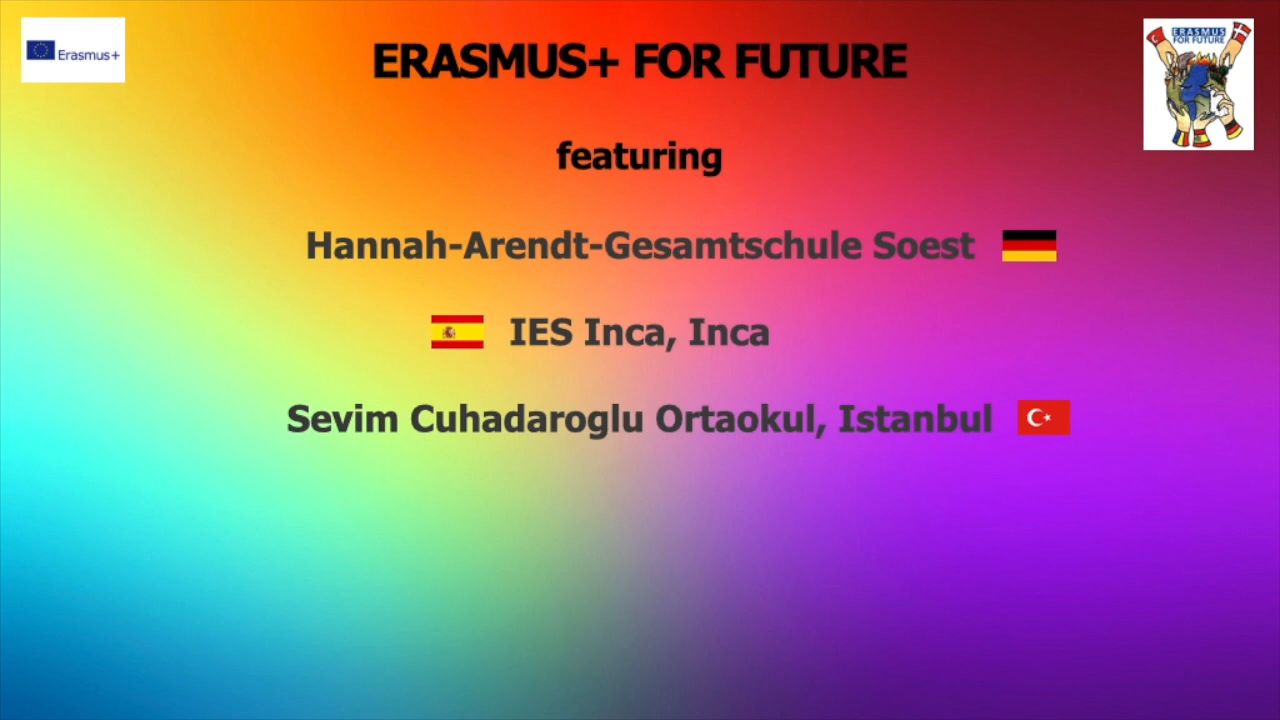 Erasmus+
ERASMUS+ FOR FUTURE
ERASMUS
FOR FUTURE
featuring
Hannah-Arendt-Gesamtschule Soest
IES Inca, Inca
Sevim Cuhadaroglu Ortaokul, Istanbul